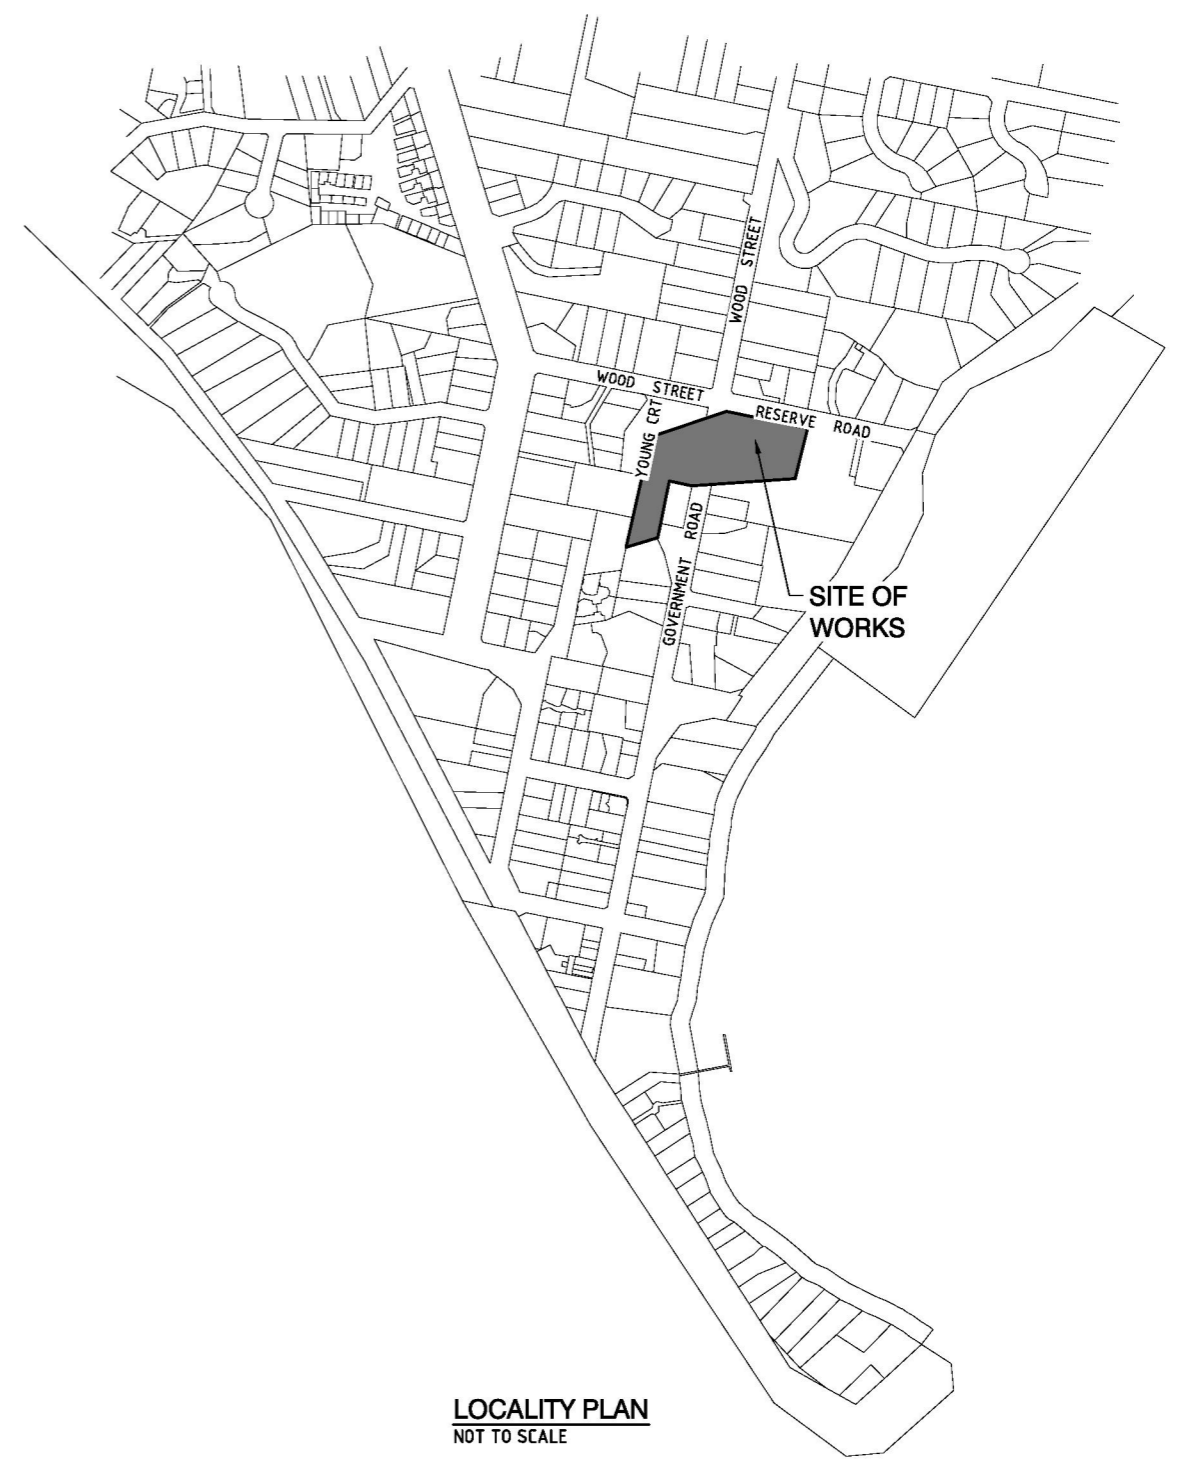 WOOD STREET
WOOD STREET
YOUNG CRT
RESERVE ROAD
GOVERNMENT ROAD
SITE OF
WORKS
LOCALITY PLAN
NOT TO SCALE